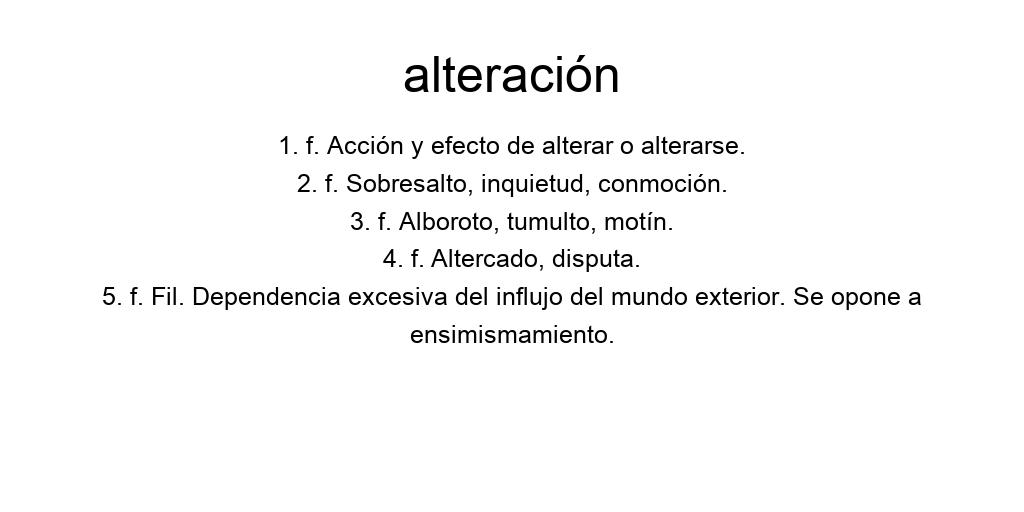 alteración
1. f. Acción y efecto de alterar o alterarse.
2. f. Sobresalto, inquietud, conmoción.
3. f. Alboroto, tumulto, motín.
4. f. Altercado, disputa.
5. f. Fil. Dependencia excesiva del influjo del mundo exterior. Se opone a
ensimismamiento.